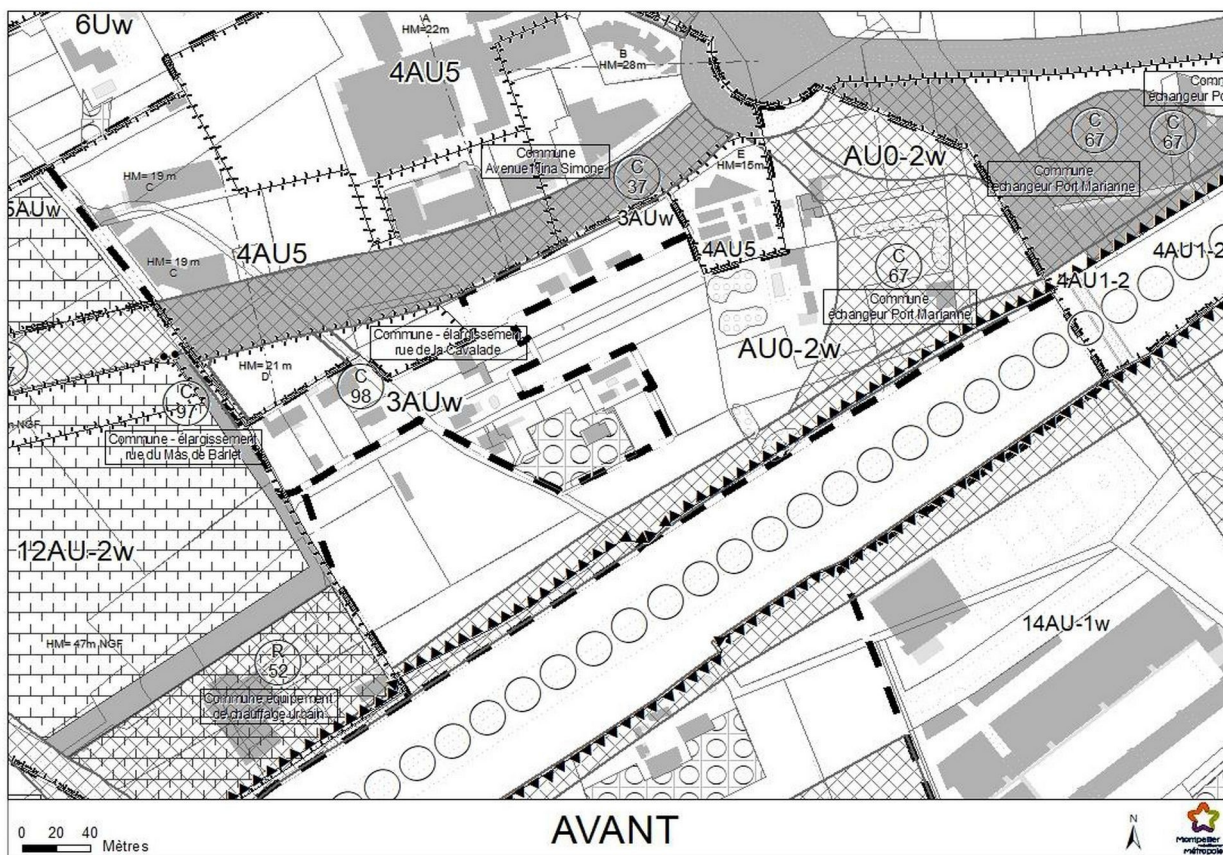 6Uw
A
HM=22m
4AU5
B
HM=28m
échangeur
C
67
C
67
Commune
Avenue Nina Simone
C
37
E
HM=15m
AU0-2w
Commune
échangeur Port Marianne
HM= 19 m
C
3AUw
4AU5
4AU5
HM= 19 m
C
C
67
Commune
échangeur Port Marianne
4AU1-2
4AU1-2
Commune - élargissement
rue de la Cavalade
AU0-2w
HM= 21 m
D
C
98
3AUw
C
97
NGF
Commune - élargissement
rue du Mas de Barlet
12AU-2w
HM= 47m NGF
14AU-1w
R
52
Commune équipement
de chauffage urbain
0 20 40
Mètres
AVANT
N
Montpellier
Métropole